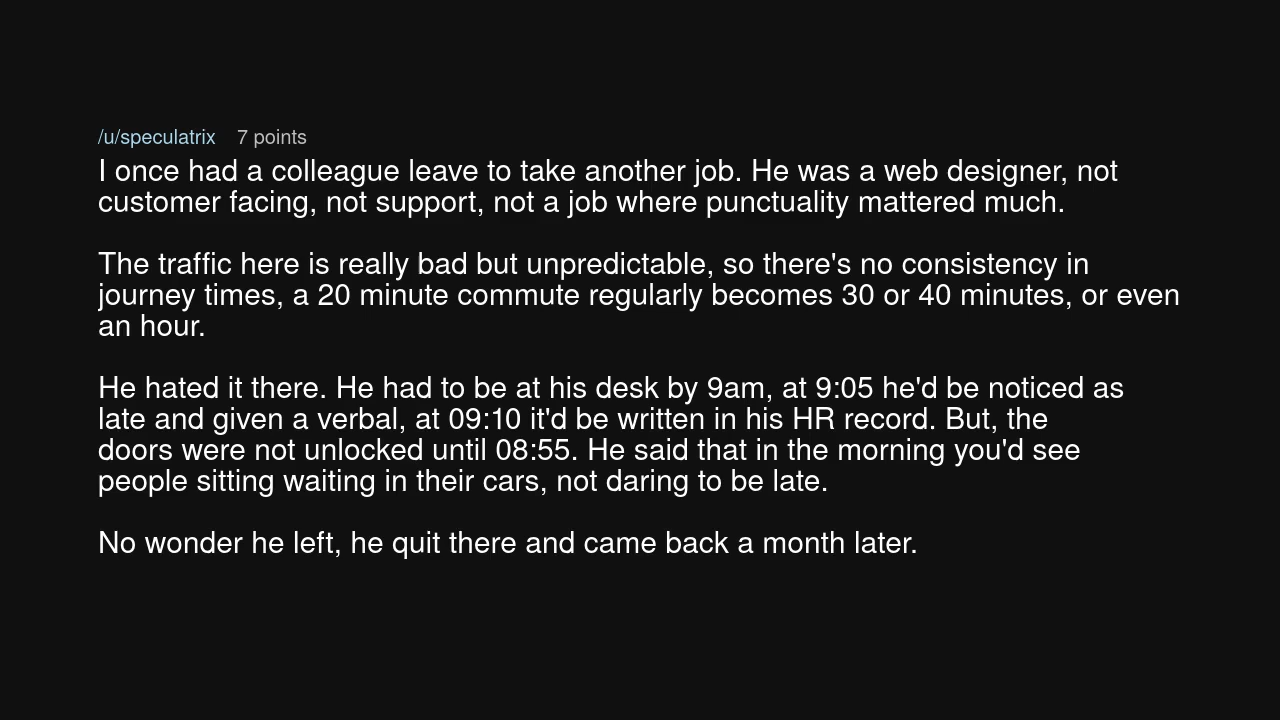 /u/speculatrix 7 points
I once had a colleague leave to take another job. He was a web designer, not
customer facing, not support, not a job where punctuality mattered much.
The traffic here is really bad but unpredictable, so there's no consistency in
journey times, a 20 minute commute regularly becomes 30 or 40 minutes, or even
an hour.
He hated it there. He had to be at his desk by 9am, at 9:05 he'd be noticed as
late and given a verbal, at 09:10 it'd be written in his HR record. But, the
doors were not unlocked until 08:55. He said that in the morning you'd see
people sitting waiting in their cars, not daring to be late.
No wonder he left, he quit there and came back a month later.